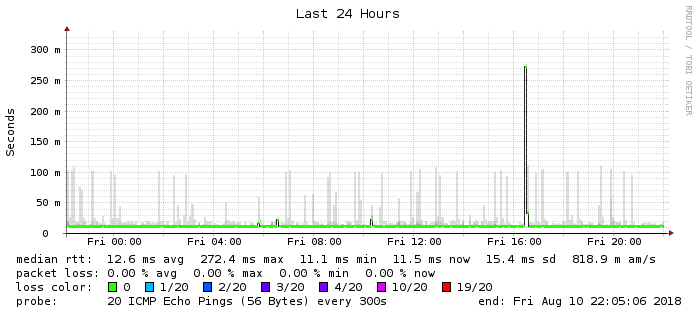 Last 24 Hours
RRDTOOL / TOBI OETIKER
Seconds
300 m
250 m
200 m
150 m
100 m
50 m
0
Fri 00:00 Fri 04:00 Fri 08:00 Fri 12:00 Fri 16:00 Fri 20:00
median rtt: 12.6 ms avg 272.4 ms max 11.1 ms min 11.5 ms now 15.4 ms sd 818.9 m am/s
packet loss: 0.00 % avg 0.00 % max 0.00 % min 0.00 % now
loss color: 0 1/20 2/20 3/20 4/20 10/20 19/20
probe: 20 ICMP Echo Pings (56 Bytes) every 300s end: Fri Aug 10 22:05:06 2018